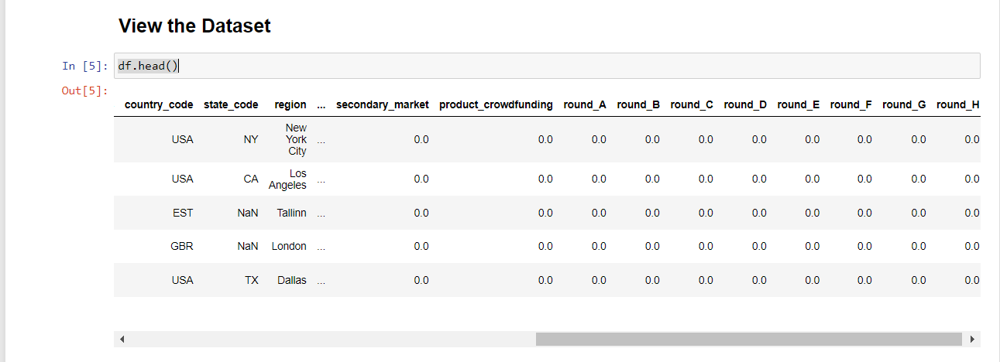 View the Dataset
In [5]: df.head()
Out[5]:
country_code state_code region ... secondary_market product_crowdfunding round_A round_B round_C round_D round_E round_F round_G round_H
USA NY New York City ... 0.0 0.0 0.0 0.0 0.0 0.0 0.0 0.0 0.0 0.0
USA CA Los Angeles ... 0.0 0.0 0.0 0.0 0.0 0.0 0.0 0.0 0.0 0.0
EST NaN Tallinn ... 0.0 0.0 0.0 0.0 0.0 0.0 0.0 0.0 0.0 0.0
GBR NaN London ... 0.0 0.0 0.0 0.0 0.0 0.0 0.0 0.0 0.0 0.0
USA TX Dallas ... 0.0 0.0 0.0 0.0 0.0 0.0 0.0 0.0 0.0 0.0